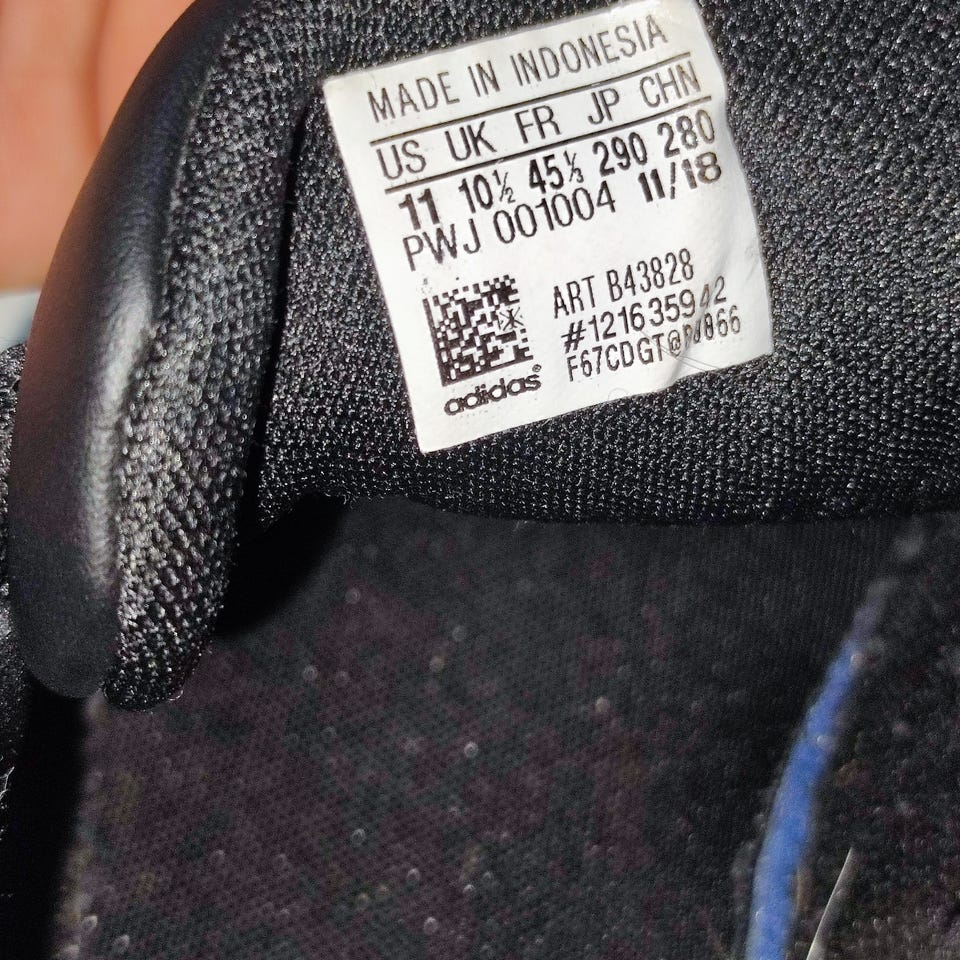 MADE IN INDONESIA
US UK FR JP CHN
11 10½ 45⅓ 290 280
PWJ 001004 11/18
ART B43828
#121635942
adidas®